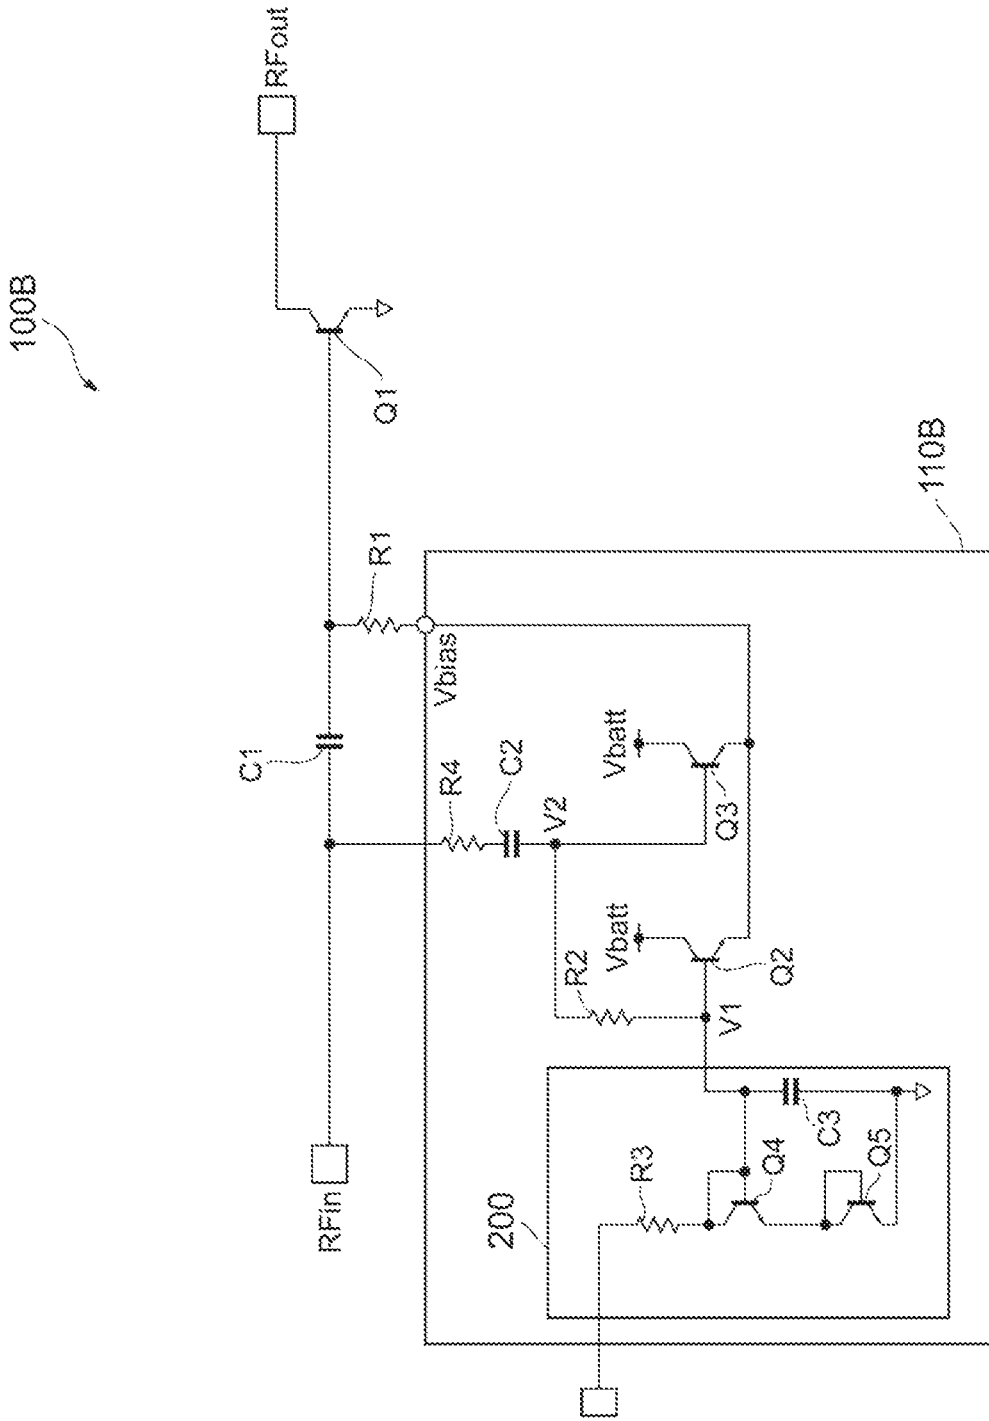 100B
RFin
C1
R1
Q1
RFout
R4
C2
V2
Vbias
Vbatt
Q3
R2
Vbatt
Q2
V1
110B
200
R3
Q4
C3
Q5